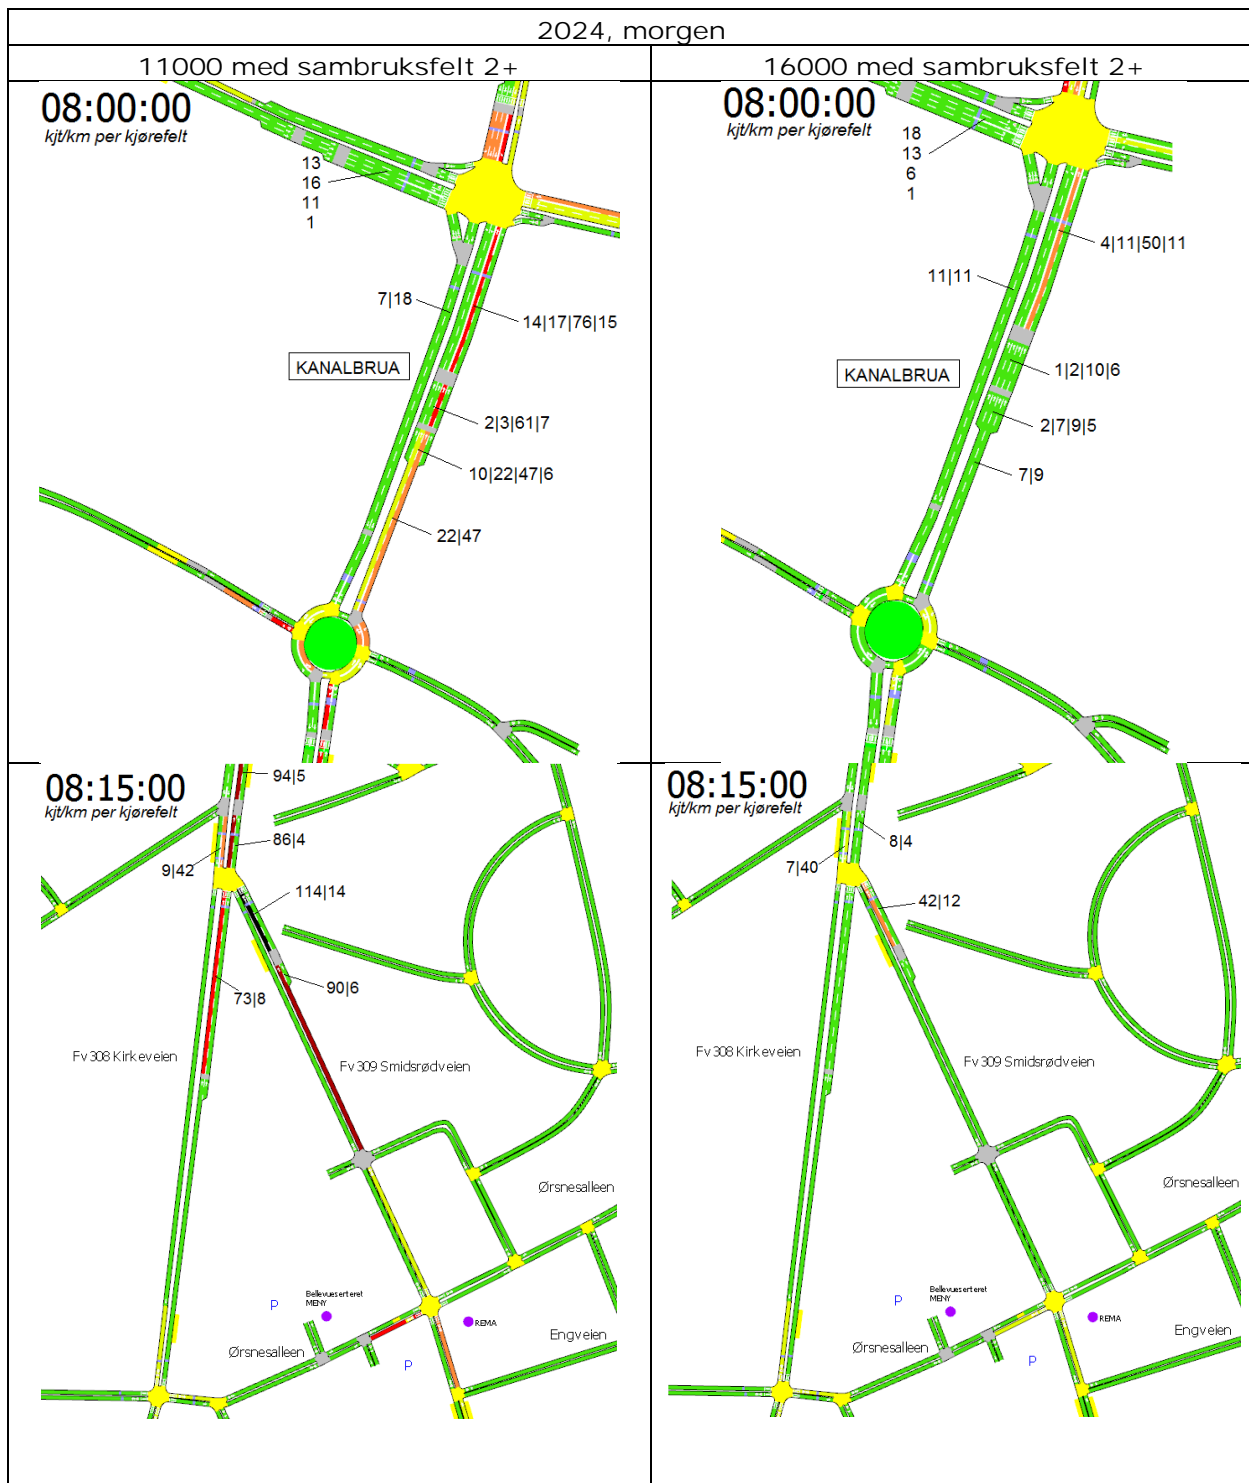 2024, morgen
11000 med sambruksfelt 2+
16000 med sambruksfelt 2+
08:00:00
kjt/km per kjørefelt
13
16
11
1
7|18
14|17|76|15
KANALBRUA
2|3|61|7
10|22|47|6
22|47
08:00:00
kjt/km per kjørefelt
18
13
6
1
4|11|50|11
11|11
KANALBRUA
1|2|10|6
2|7|9|5
7|9
08:15:00
kjt/km per kjørefelt
94|5
86|4
9|42
114|14
90|6
73|8
Fv 308 Kirkeveien
Fv 309 Smidsrødveien
Ørsnesalleen
P
Bellevuesenteret
MENY
REMA
Engveien
Ørsnesalleen
P
08:15:00
kjt/km per kjørefelt
8|4
7|40
42|12
Fv 308 Kirkeveien
Fv 309 Smidsrødveien
Ørsnesalleen
P
Bellevuesenteret
MENY
REMA
Engveien
Ørsnesalleen
P